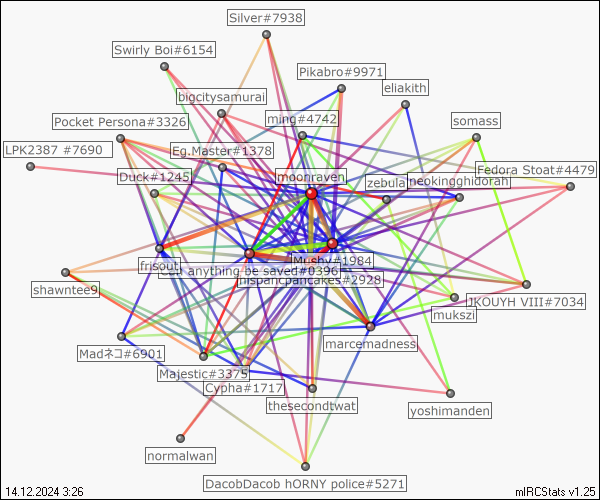 Silver#7938
Swirly Boi#6154
Pikabro#9971
eliakith
bigcitysamurai
ming#4742
somass
Pocket Persona#3326
LPK2387 #7690
Eg.Master#1378
Fedora Stoat#4479
Duck#1245
moonraven
zebula
neokingghidorah
frisout
Mushy#1984
anything be saved#0396
hispanicpancakes#2928
shawntee9
JKOUYH VIII#7034
mukszi
marcemadness
Madネコ#6901
Majestic#3375
Cypha#1717
thesecondtwat
yoshimanden
normalwan
DacobDacob hORNY police#5271
14.12.2024 3:26
mIRCStats v1.25